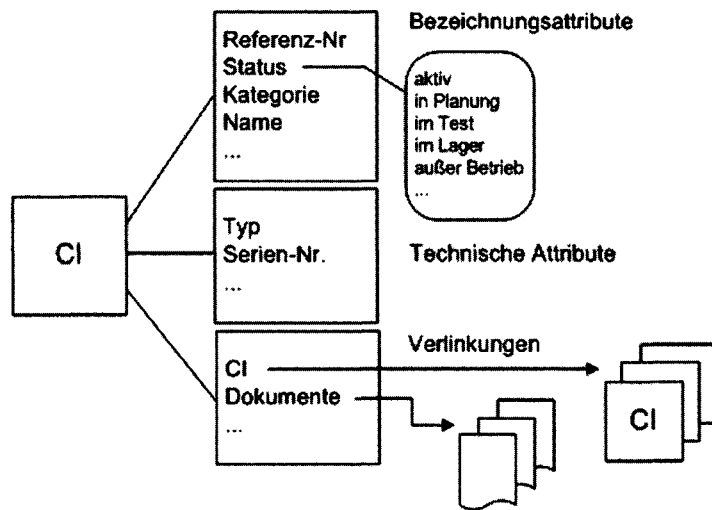 Bezeichnungsattribute
Referenz-Nr
Status
Kategorie
Name
...
aktiv
in Planung
im Test
im Lager
außer Betrieb
...
CI
Typ
Serien-Nr.
...
Technische Attribute
Verlinkungen
CI
Dokumente
...
CI